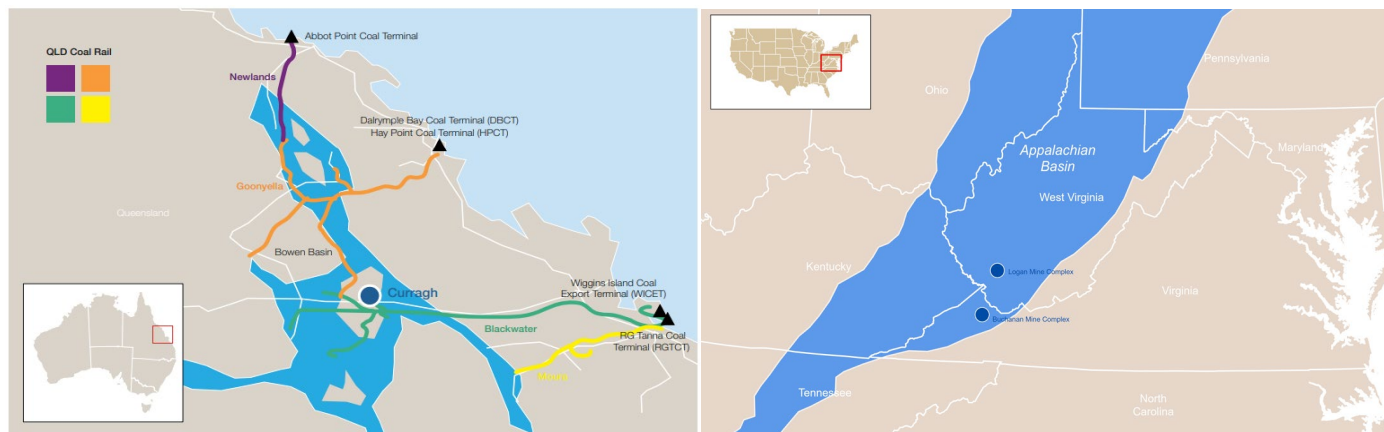 QLD Coal Rail
Abbot Point Coal Terminal
Newlands
Dalrymple Bay Coal Terminal (DBCT)
Hay Point Coal Terminal (HPCT)
Goonyella
Queensland
Bowen Basin
Curragh
Wiggins Island Coal
Export Terminal (WICET)
Blackwater
RG Tanna Coal
Terminal (RGTCT)
Moura
Pennsylvania
Ohio
Maryland
Appalachian
Basin
West Virginia
Kentucky
Logan Mine Complex
Virginia
Buchanan Mine Complex
Tennessee
North
Carolina